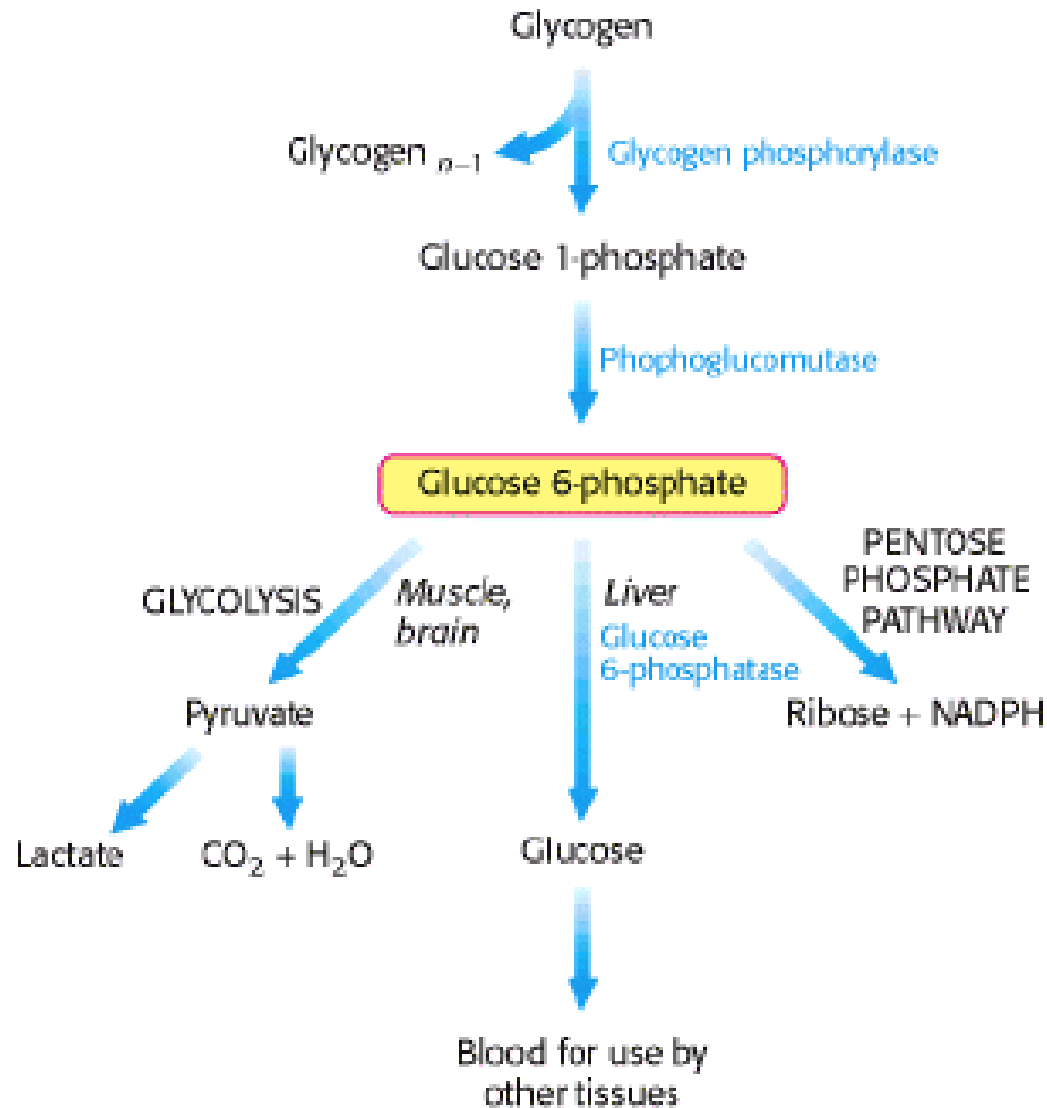 Glycogen
Glycogen n–1
Glycogen phosphorylase
Glucose 1-phosphate
Phophoglucomutase
Glucose 6-phosphate
GLYCOLYSIS
Muscle,
brain
Liver
Glucose
6-phosphatase
PENTOSE
PHOSPHATE
PATHWAY
Pyruvate
Ribose + NADPH
Lactate
CO₂ + H₂O
Glucose
Blood for use by
other tissues